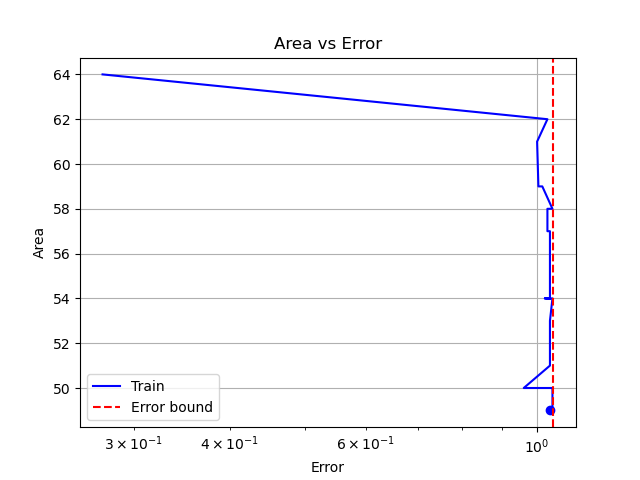 Area vs Error
64
62
60
58
56
54
52
50
Area
Train
Error bound
3 × 10⁻¹
4 × 10⁻¹
6 × 10⁻¹
10⁰
Error